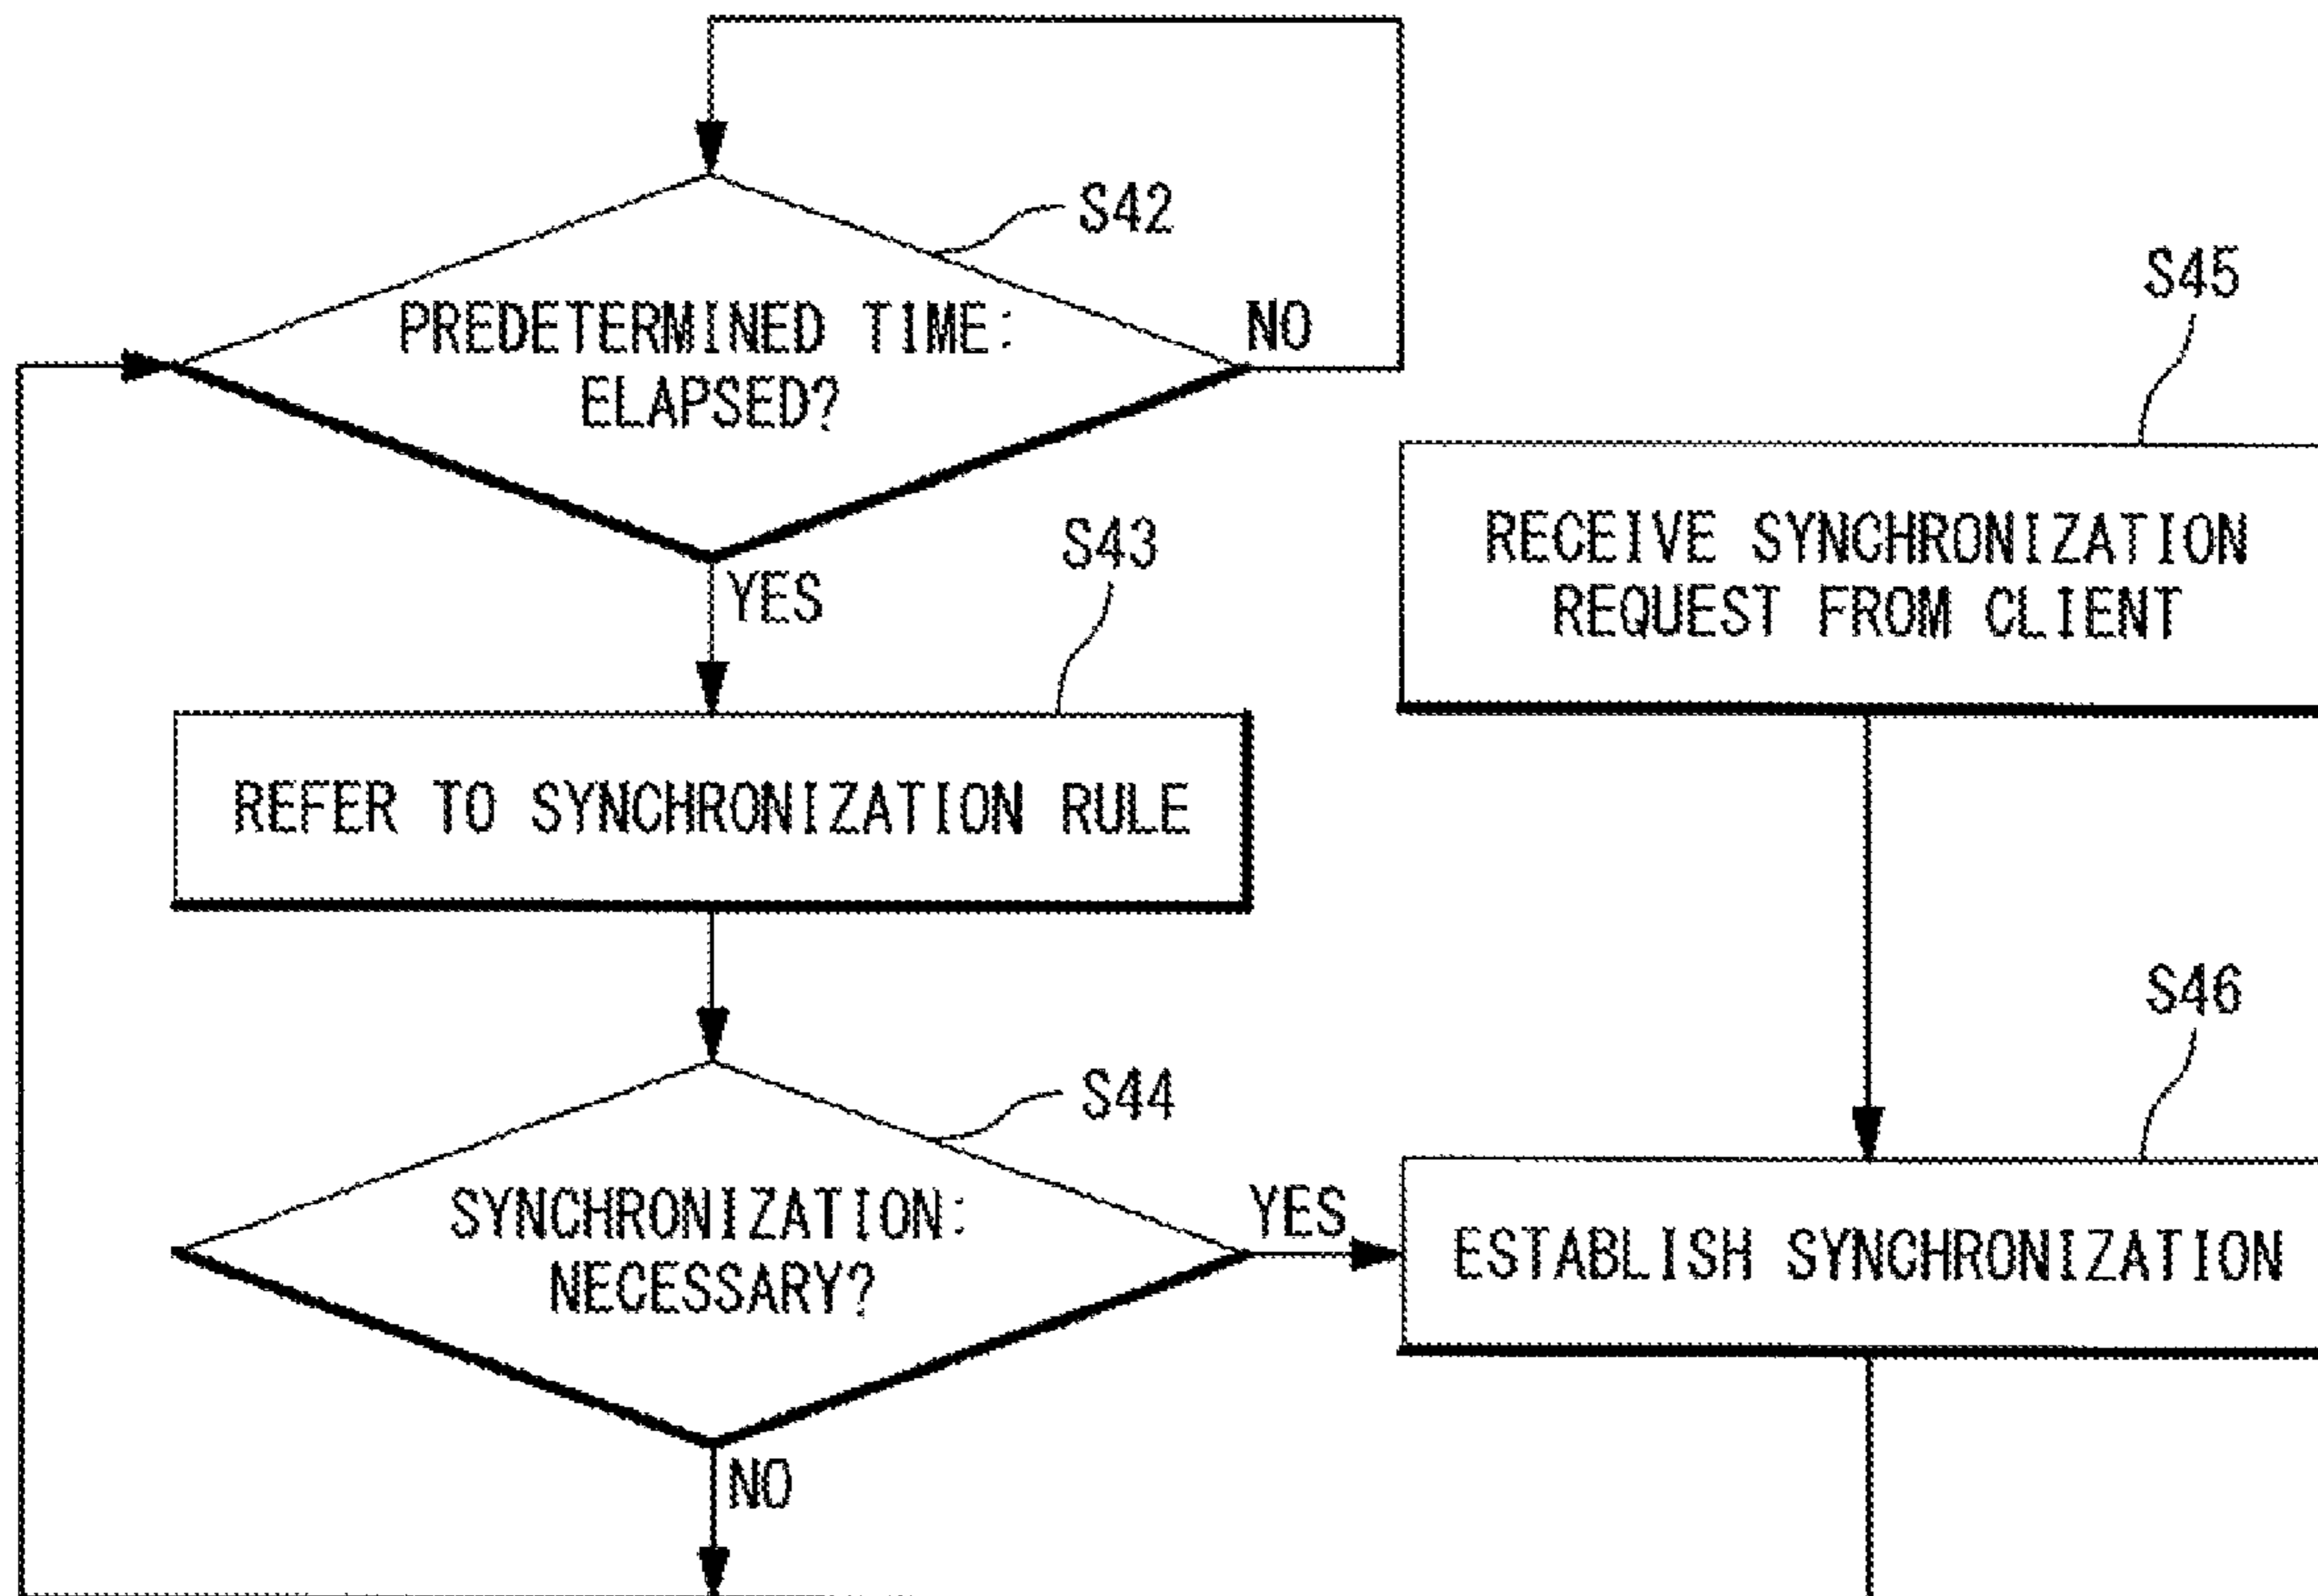 S42
PREDETERMINED TIME:
ELAPSED?
NO
YES
S43
REFER TO SYNCHRONIZATION RULE
S44
SYNCHRONIZATION:
NECESSARY?
YES
NO
S45
RECEIVE SYNCHRONIZATION
REQUEST FROM CLIENT
S46
ESTABLISH SYNCHRONIZATION